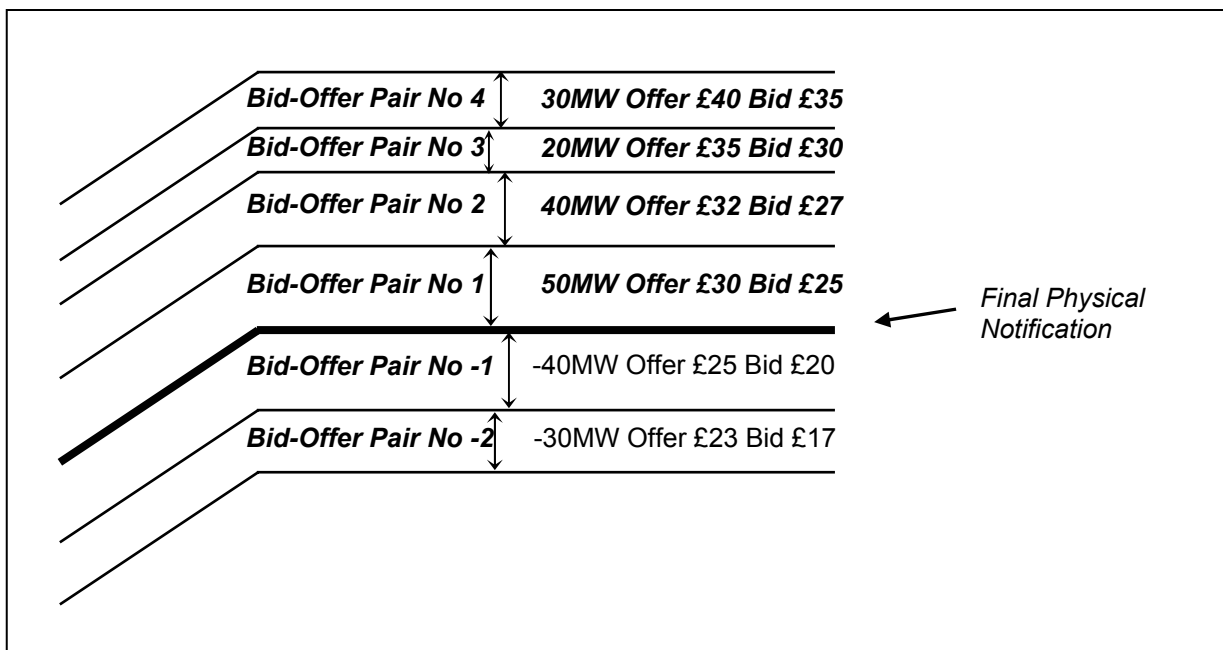 Bid-Offer Pair No 4 30MW Offer £40 Bid £35
Bid-Offer Pair No 3 20MW Offer £35 Bid £30
Bid-Offer Pair No 2 40MW Offer £32 Bid £27
Bid-Offer Pair No 1 50MW Offer £30 Bid £25
Final Physical
Notification
Bid-Offer Pair No -1 -40MW Offer £25 Bid £20
Bid-Offer Pair No -2 -30MW Offer £23 Bid £17